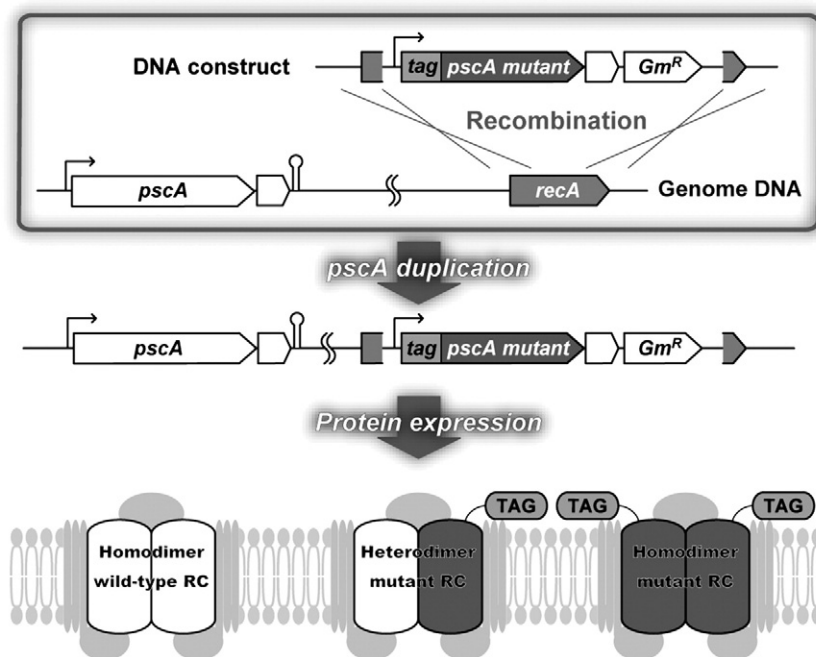 DNA construct
tag pscA mutant Gm^R
Recombination
pscA recA Genome DNA
pscA duplication
pscA tag pscA mutant Gm^R
Protein expression
TAG TAG TAG
Homodimer Heterodimer Homodimer
wild-type RC mutant RC mutant RC